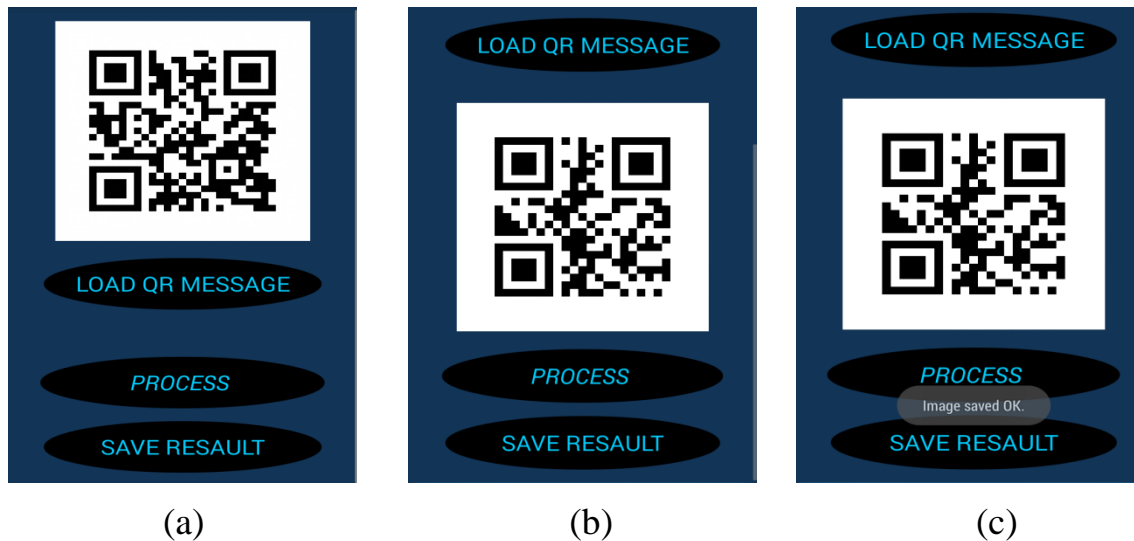 LOAD QR MESSAGE
PROCESS
SAVE RESAULT
(a)
LOAD QR MESSAGE
PROCESS
SAVE RESAULT
(b)
LOAD QR MESSAGE
PROCESS
Image saved OK.
SAVE RESAULT
(c)